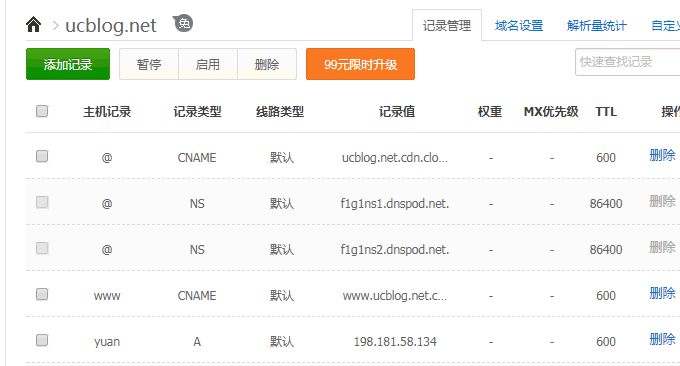 ucblog.net 免
记录管理 域名设置 解析量统计 自定义
添加记录 暂停 启用 删除 99元限时升级 快速查找记录
主机记录 记录类型 线路类型 记录值 权重 MX优先级 TTL 操作
@ CNAME 默认 ucblog.net.cdn.clo... - - 600 删除
@ NS 默认 f1g1ns1.dnspod.net. - - 86400 删除
@ NS 默认 f1g1ns2.dnspod.net. - - 86400 删除
www CNAME 默认 www.ucblog.net.c... - - 600 删除
yuan A 默认 198.181.58.134 - - 600 删除